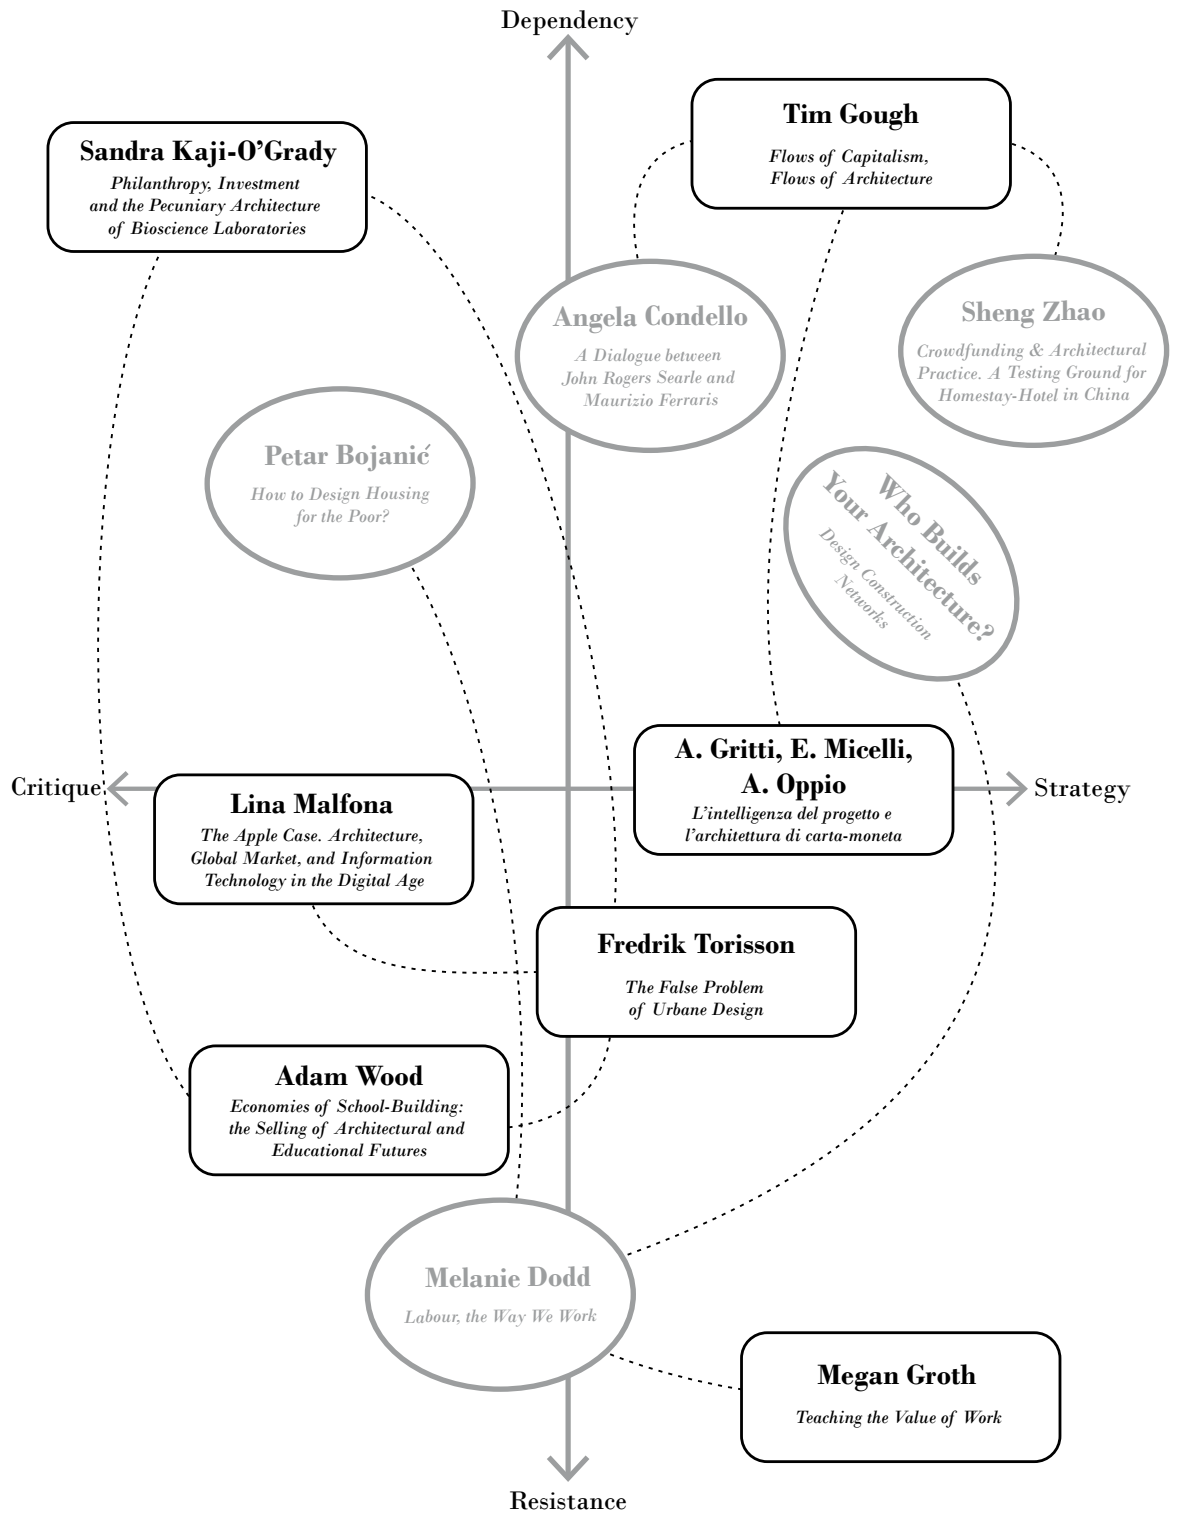 Dependency
Tim Gough
Flows of Capitalism,
Flows of Architecture
Sandra Kaji-O’Grady
Philanthropy, Investment
and the Pecuniary Architecture
of Bioscience Laboratories
Angela Condello
A Dialogue between
John Rogers Searle and
Maurizio Ferraris
Sheng Zhao
Crowdfunding & Architectural
Practice. A Testing Ground for
Homestay-Hotel in China
Petar Bojanić
How to Design Housing
for the Poor?
Who Builds
Your Architecture?
Design Construction
Networks
A. Gritti, E. Micelli,
A. Oppio
L’intelligenza del progetto e
l’architettura di carta-moneta
Critique
Strategy
Lina Malfona
The Apple Case. Architecture,
Global Market, and Information
Technology in the Digital Age
Fredrik Torisson
The False Problem
of Urbane Design
Adam Wood
Economies of School-Building:
the Selling of Architectural and
Educational Futures
Melanie Dodd
Labour, the Way We Work
Megan Groth
Teaching the Value of Work
Resistance